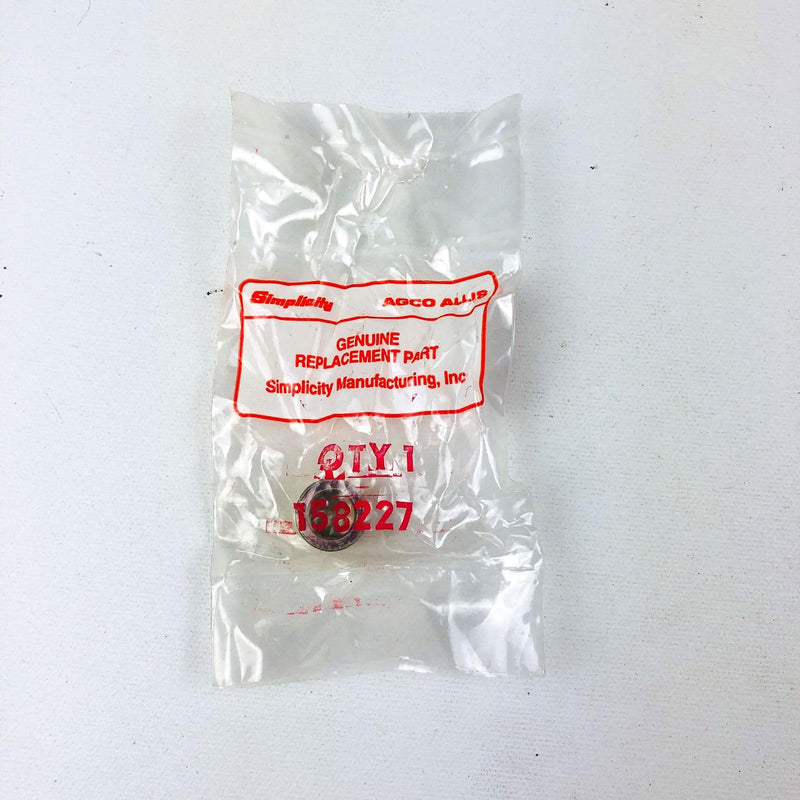 Simplicity AGCO ALLIS
GENUINE
REPLACEMENT PART
Simplicity Manufacturing, Inc
QTY 1
158227